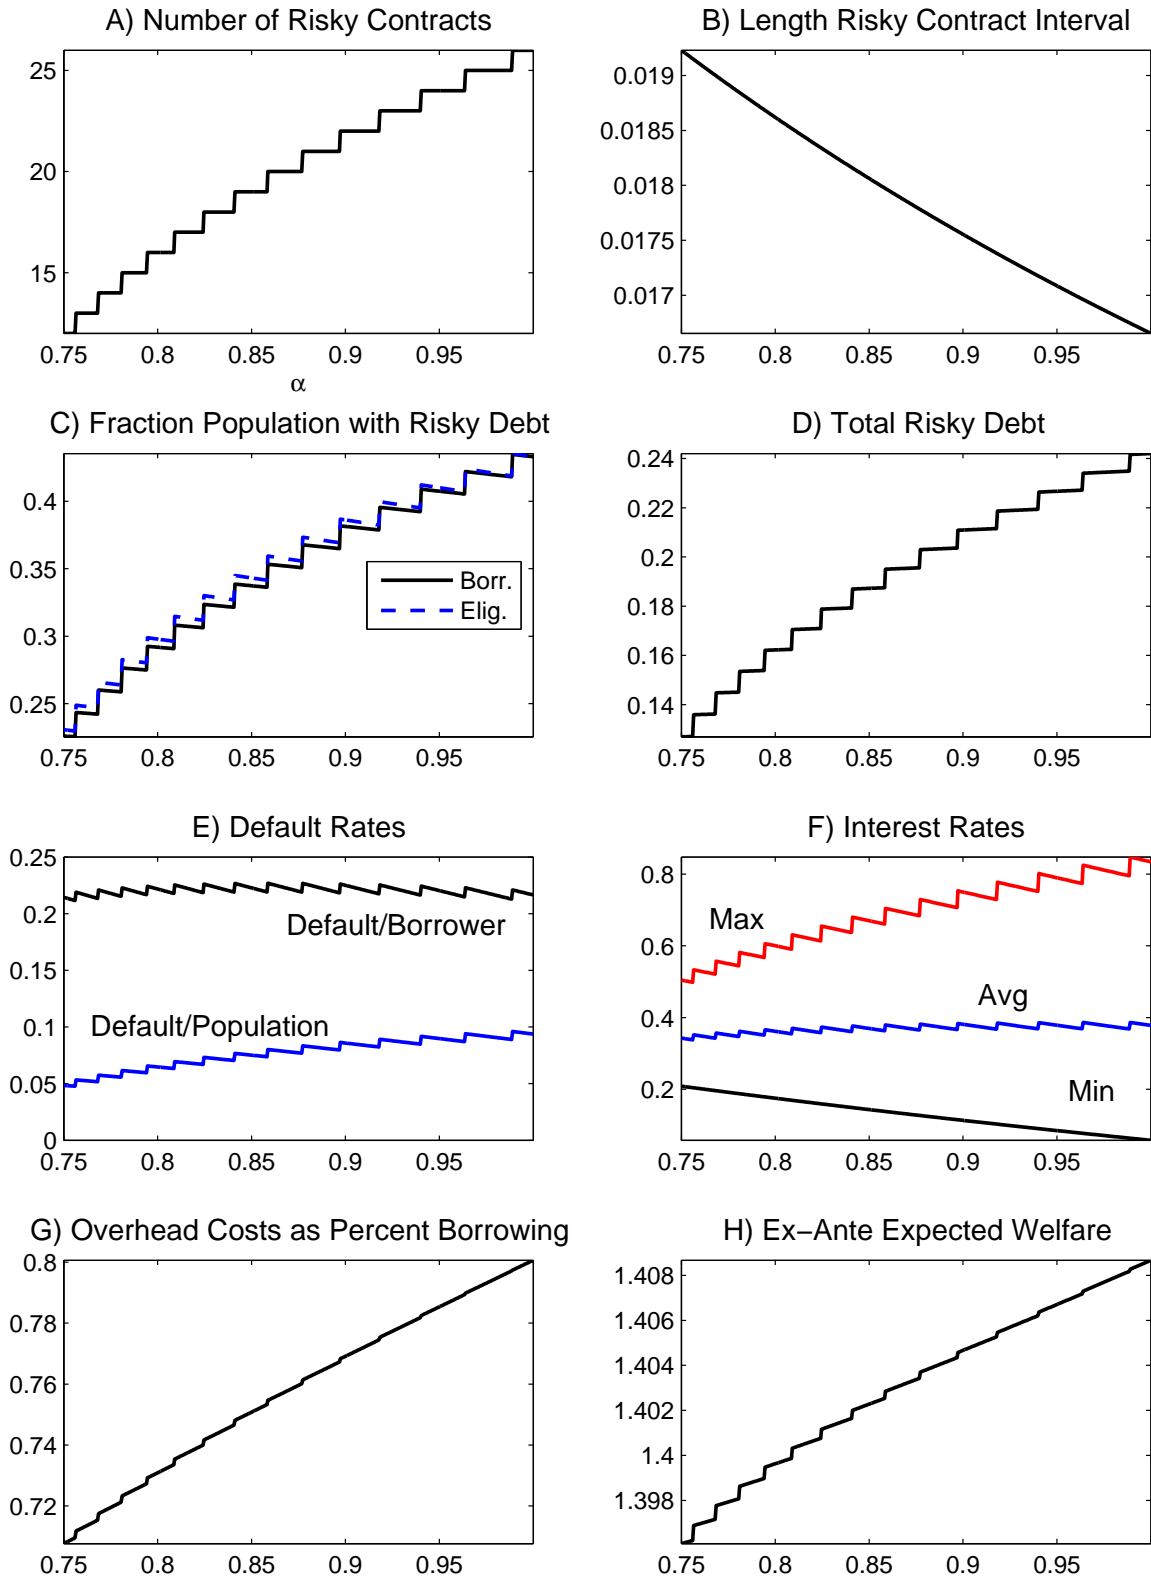 A) Number of Risky Contracts
25
20
15
0.75 0.8 0.85 0.9 0.95
α
B) Length Risky Contract Interval
0.019
0.0185
0.018
0.0175
0.017
0.75 0.8 0.85 0.9 0.95
C) Fraction Population with Risky Debt
0.4
0.35
0.3
0.25
Borr.
Elig.
0.75 0.8 0.85 0.9 0.95
D) Total Risky Debt
0.24
0.22
0.2
0.18
0.16
0.14
0.75 0.8 0.85 0.9 0.95
E) Default Rates
0.25
0.2
0.15
0.1
0.05
0
Default/Borrower
Default/Population
0.75 0.8 0.85 0.9 0.95
F) Interest Rates
0.8
0.6
0.4
0.2
Max
Avg
Min
0.75 0.8 0.85 0.9 0.95
G) Overhead Costs as Percent Borrowing
0.8
0.78
0.76
0.74
0.72
0.75 0.8 0.85 0.9 0.95
H) Ex−Ante Expected Welfare
1.408
1.406
1.404
1.402
1.4
1.398
0.75 0.8 0.85 0.9 0.95